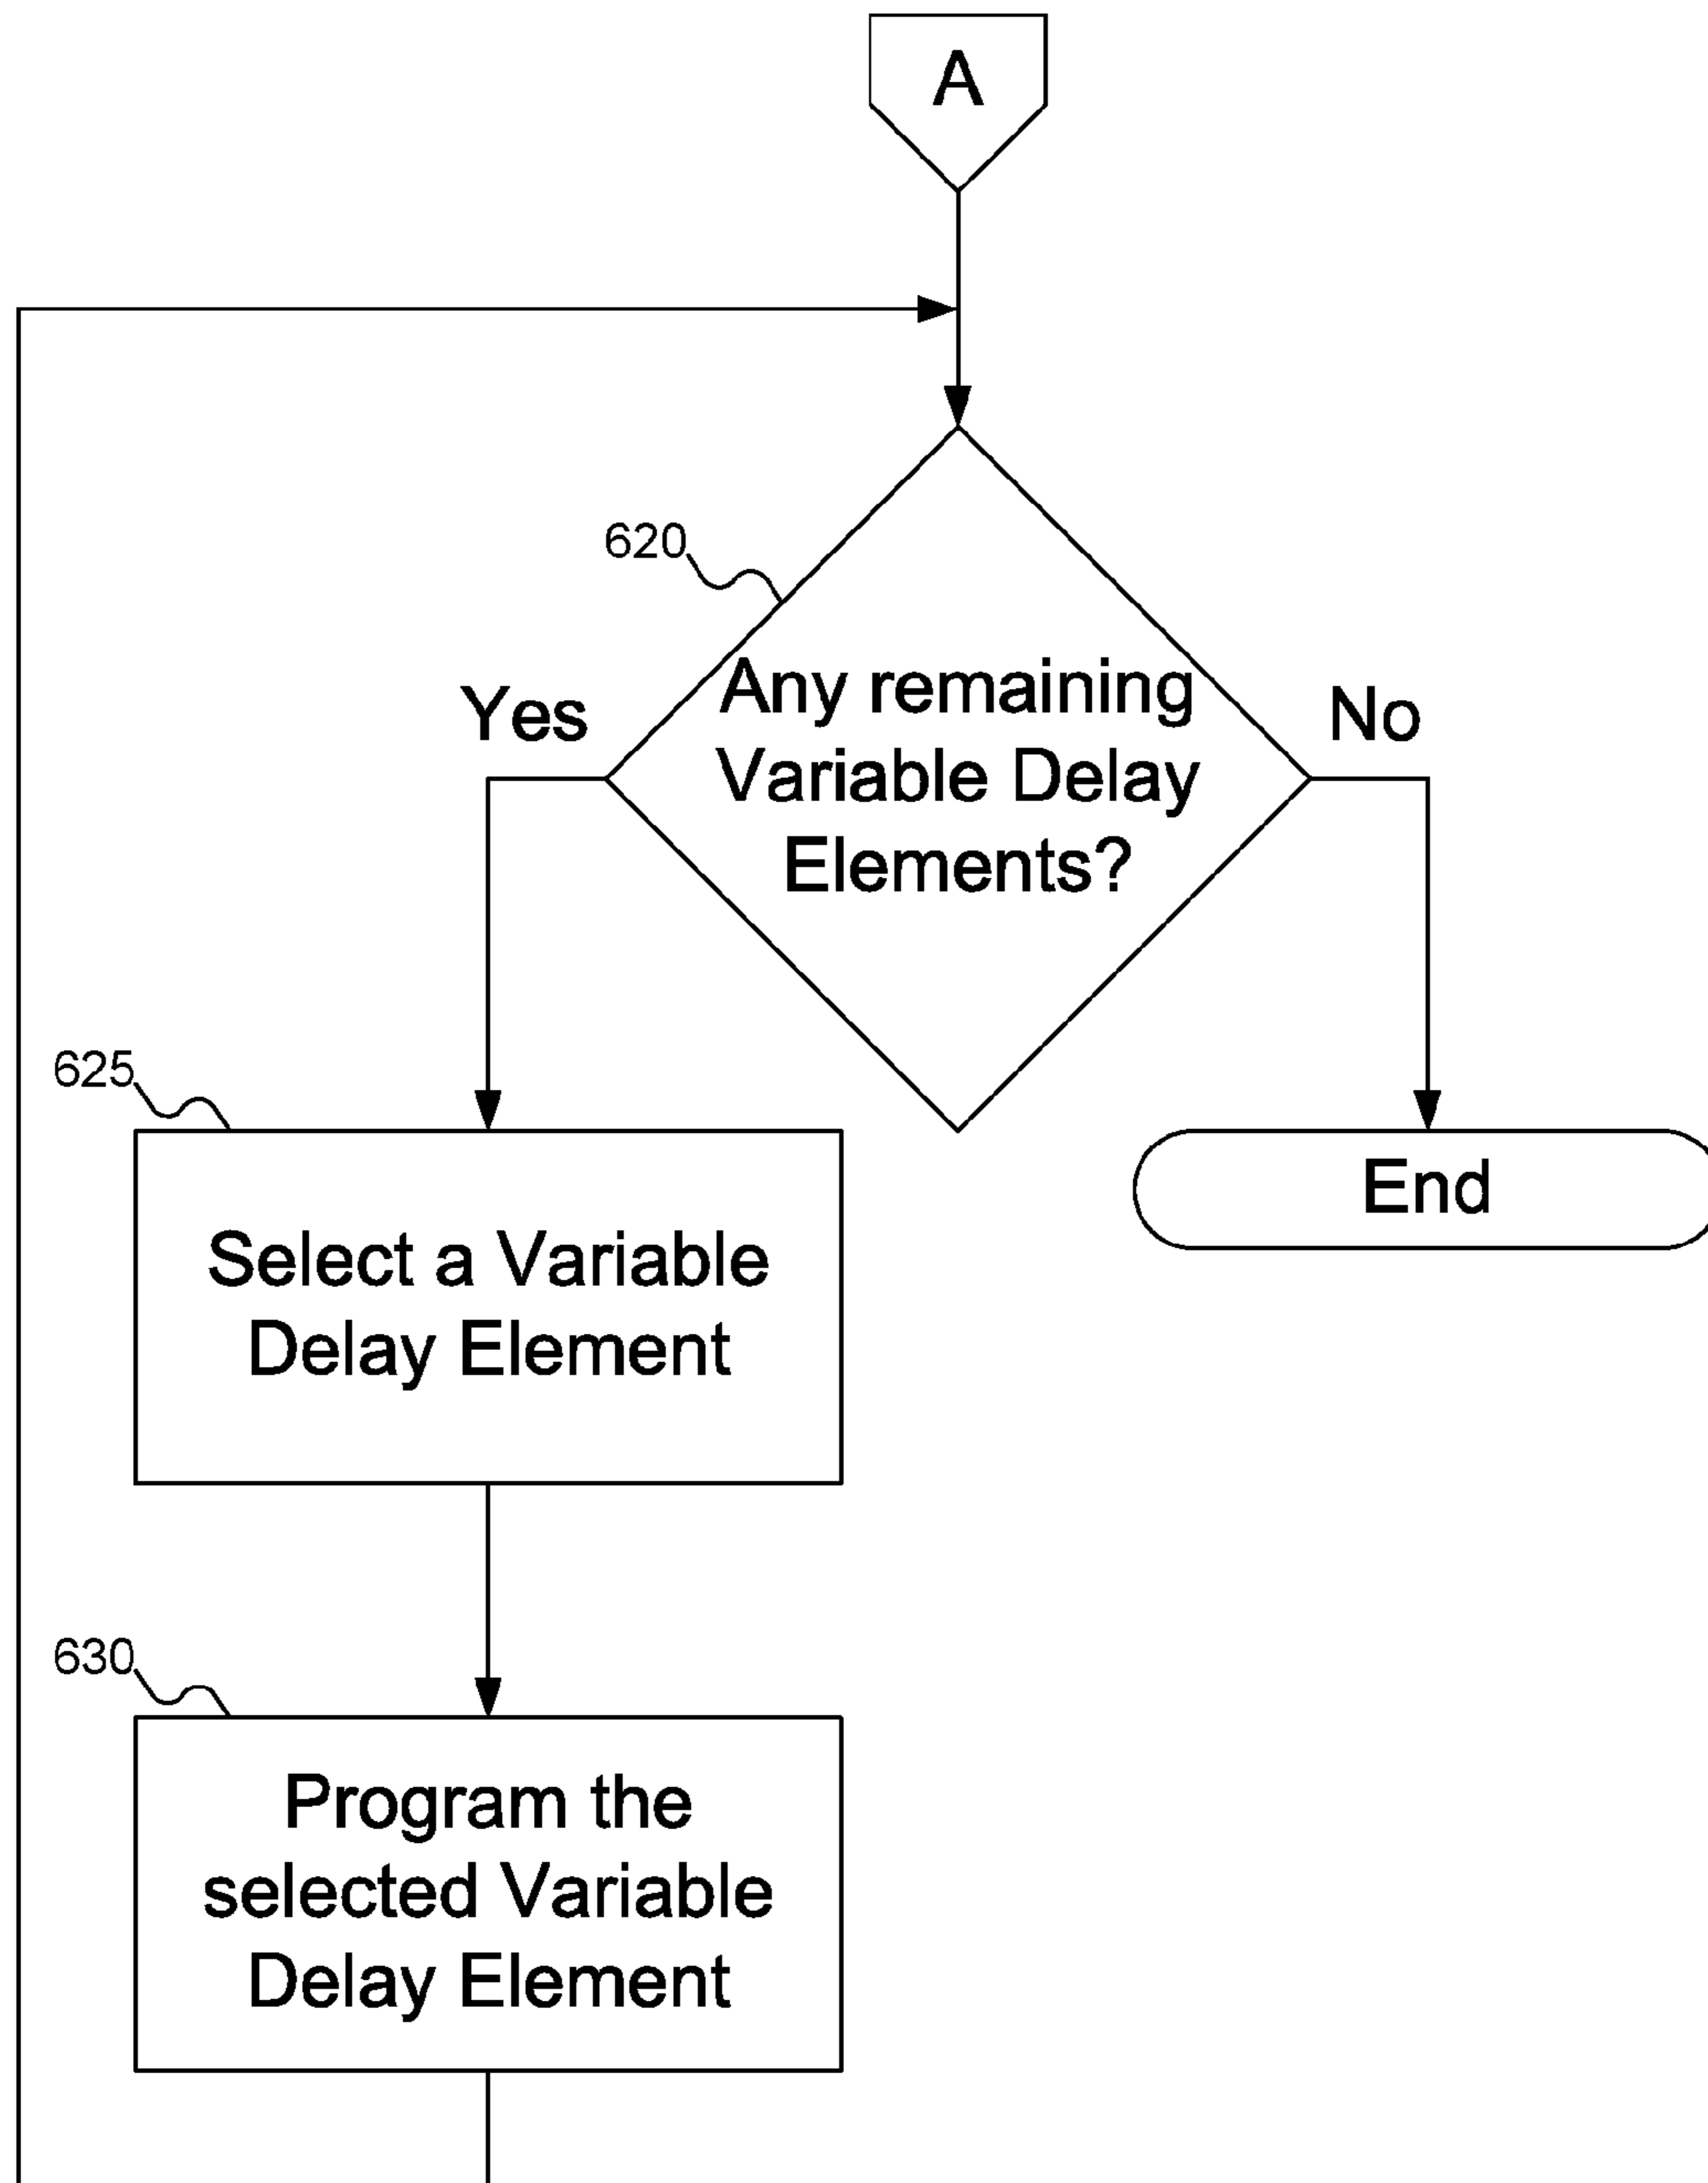 A
620
Any remaining
Variable Delay
Elements?
Yes
No
625
Select a Variable
Delay Element
End
630
Program the
selected Variable
Delay Element